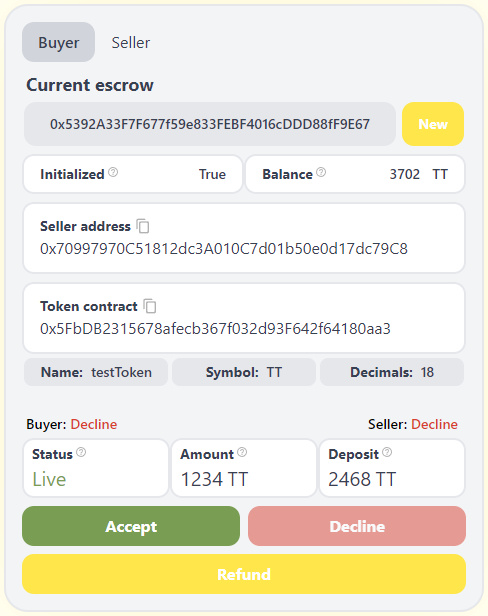 Buyer Seller
Current escrow
0x5392A33F7F677f59e833FEBF4016cDDD88fF9E67 New
Initialized ? True Balance ? 3702 TT
Seller address
0x70997970C51812dc3A010C7d01b50e0d17dc79C8
Token contract
0x5FbDB2315678afecb367f032d93F642f64180aa3
Name: testToken Symbol: TT Decimals: 18
Buyer: Decline Seller: Decline
Status ? Amount ? Deposit ?
Live 1234 TT 2468 TT
Accept Decline
Refund